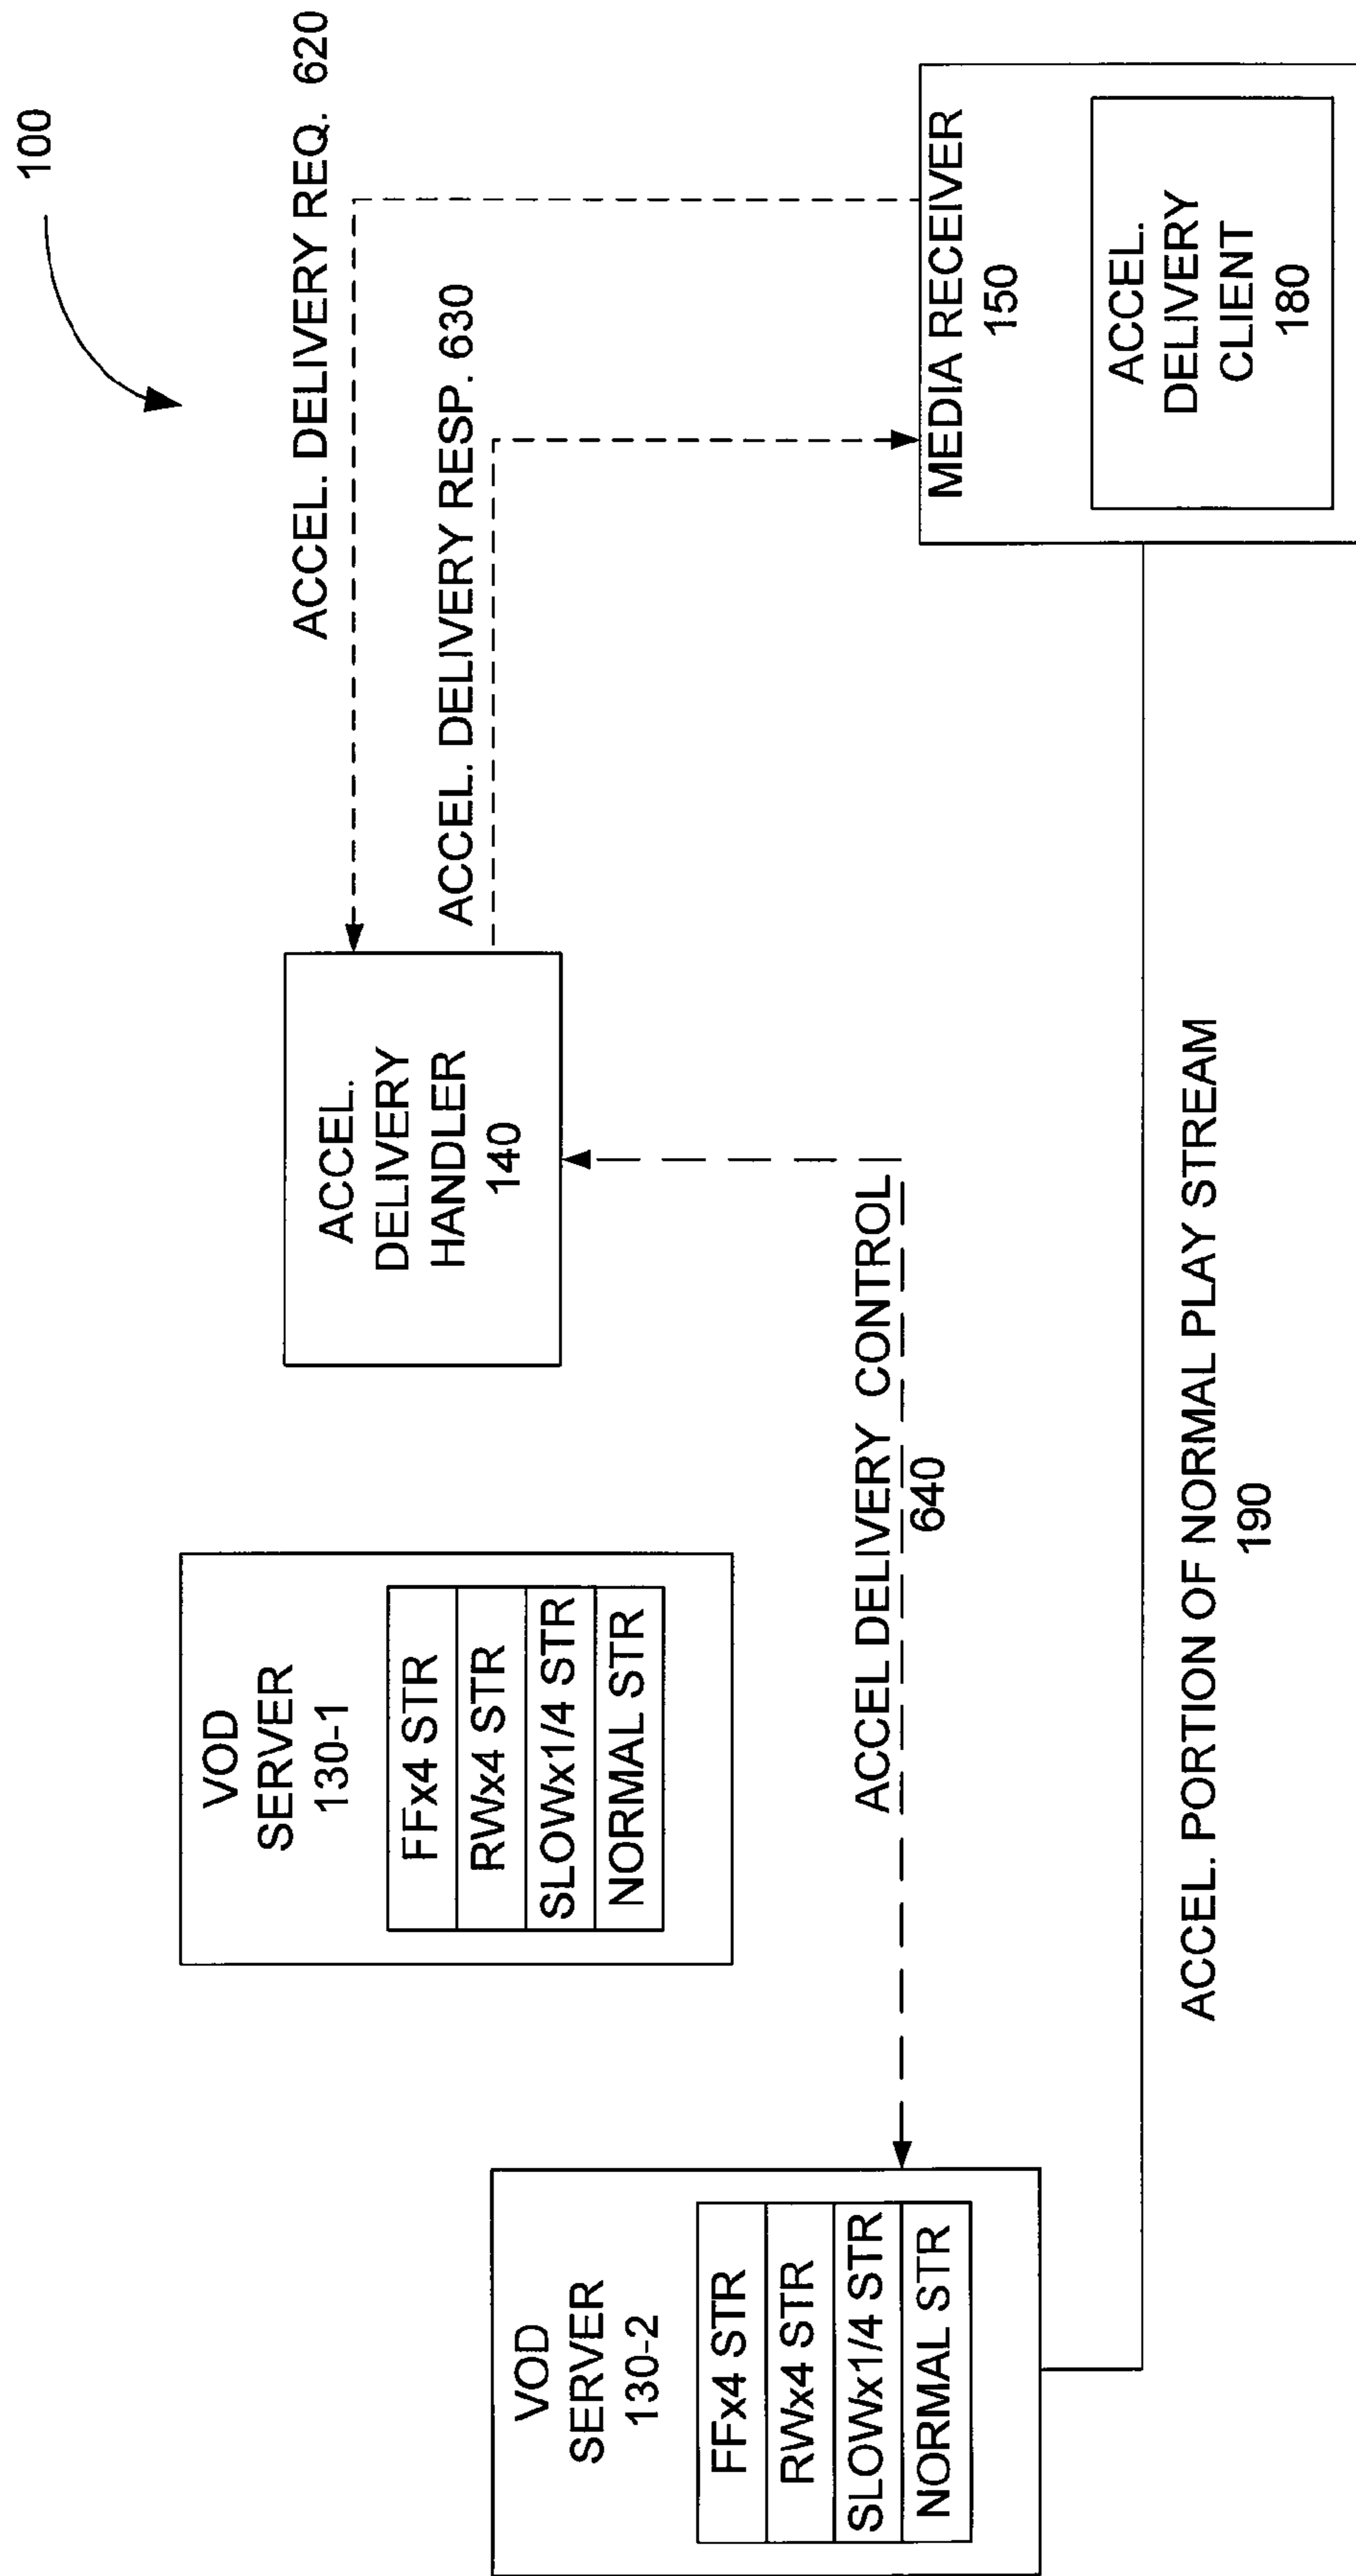 100
ACCEL. DELIVERY REQ. 620
ACCEL. DELIVERY RESP. 630
VOD
SERVER
130-1
FFx4 STR
RWx4 STR
SLOWx1/4 STR
NORMAL STR
ACCEL.
DELIVERY
HANDLER
140
VOD
SERVER
130-2
FFx4 STR
RWx4 STR
SLOWx1/4 STR
NORMAL STR
ACCEL DELIVERY CONTROL
640
MEDIA RECEIVER
150
ACCEL.
DELIVERY
CLIENT
180
ACCEL. PORTION OF NORMAL PLAY STREAM
190